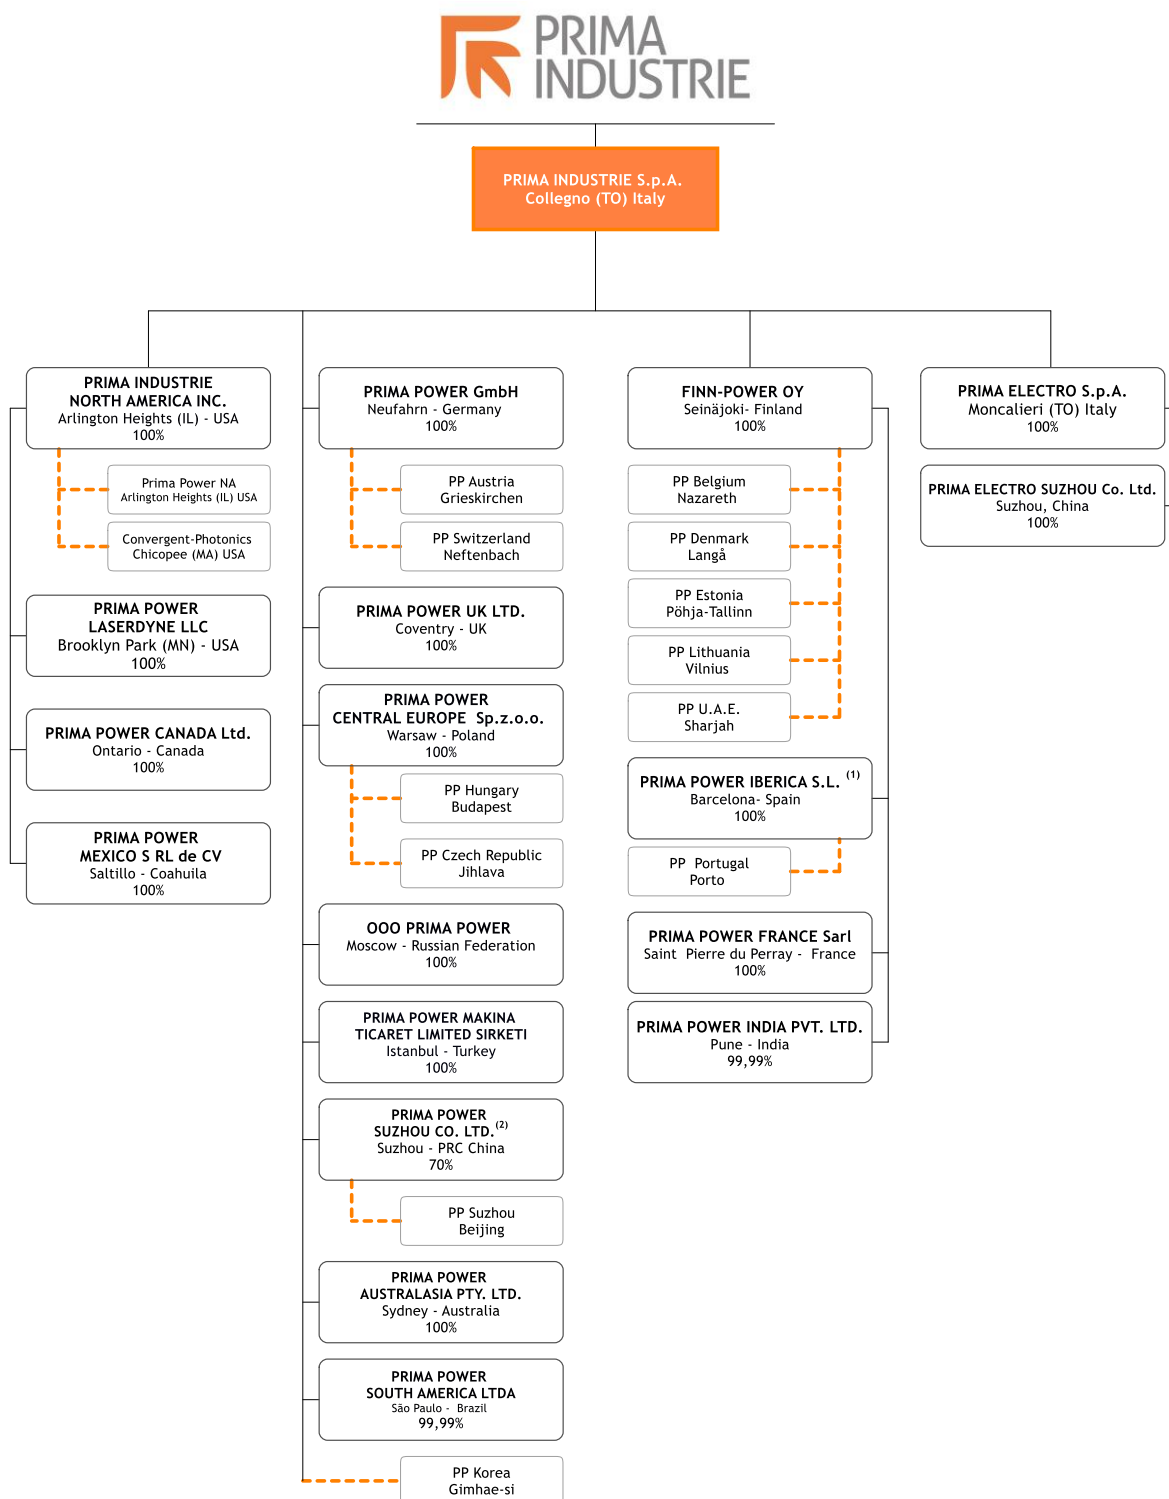 PRIMA
INDUSTRIE
PRIMA INDUSTRIE S.p.A.
Collegno (TO) Italy
PRIMA INDUSTRIE
NORTH AMERICA INC.
Arlington Heights (IL) - USA
100%
Prima Power NA
Arlington Heights (IL) USA
Convergent-Photonics
Chicopee (MA) USA
PRIMA POWER
LASERDYNE LLC
Brooklyn Park (MN) - USA
100%
PRIMA POWER CANADA Ltd.
Ontario - Canada
100%
PRIMA POWER
MEXICO S RL de CV
Saltillo - Coahuila
100%
PRIMA POWER GmbH
Neufahrn - Germany
100%
PP Austria
Grieskirchen
PP Switzerland
Neftenbach
PRIMA POWER UK LTD.
Coventry - UK
100%
PRIMA POWER
CENTRAL EUROPE Sp.z.o.o.
Warsaw - Poland
100%
PP Hungary
Budapest
PP Czech Republic
Jihlava
OOO PRIMA POWER
Moscow - Russian Federation
100%
PRIMA POWER MAKINA
TICARET LIMITED SIRKETI
Istanbul - Turkey
100%
PRIMA POWER
SUZHOU CO. LTD.(2)
Suzhou - PRC China
70%
PP Suzhou
Beijing
PRIMA POWER
AUSTRALASIA PTY. LTD.
Sydney - Australia
100%
PRIMA POWER
SOUTH AMERICA LTDA
São Paulo - Brazil
99,99%
PP Korea
Gimhae-si
FINN-POWER OY
Seinäjoki- Finland
100%
PP Belgium
Nazareth
PP Denmark
Langå
PP Estonia
Pöhja-Tallinn
PP Lithuania
Vilnius
PP U.A.E.
Sharjah
PRIMA POWER IBERICA S.L. (1)
Barcelona- Spain
100%
PP Portugal
Porto
PRIMA POWER FRANCE Sarl
Saint Pierre du Perray - France
100%
PRIMA POWER INDIA PVT. LTD.
Pune - India
99,99%
PRIMA ELECTRO S.p.A.
Moncalieri (TO) Italy
100%
PRIMA ELECTRO SUZHOU Co. Ltd.
Suzhou, China
100%